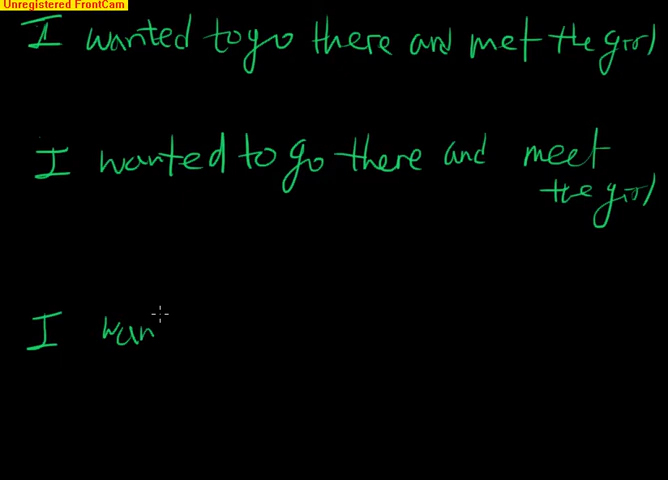 Unregistered FrontCam
I wanted to go there and met the girl
I wanted to go there and meet
the girl
I wan